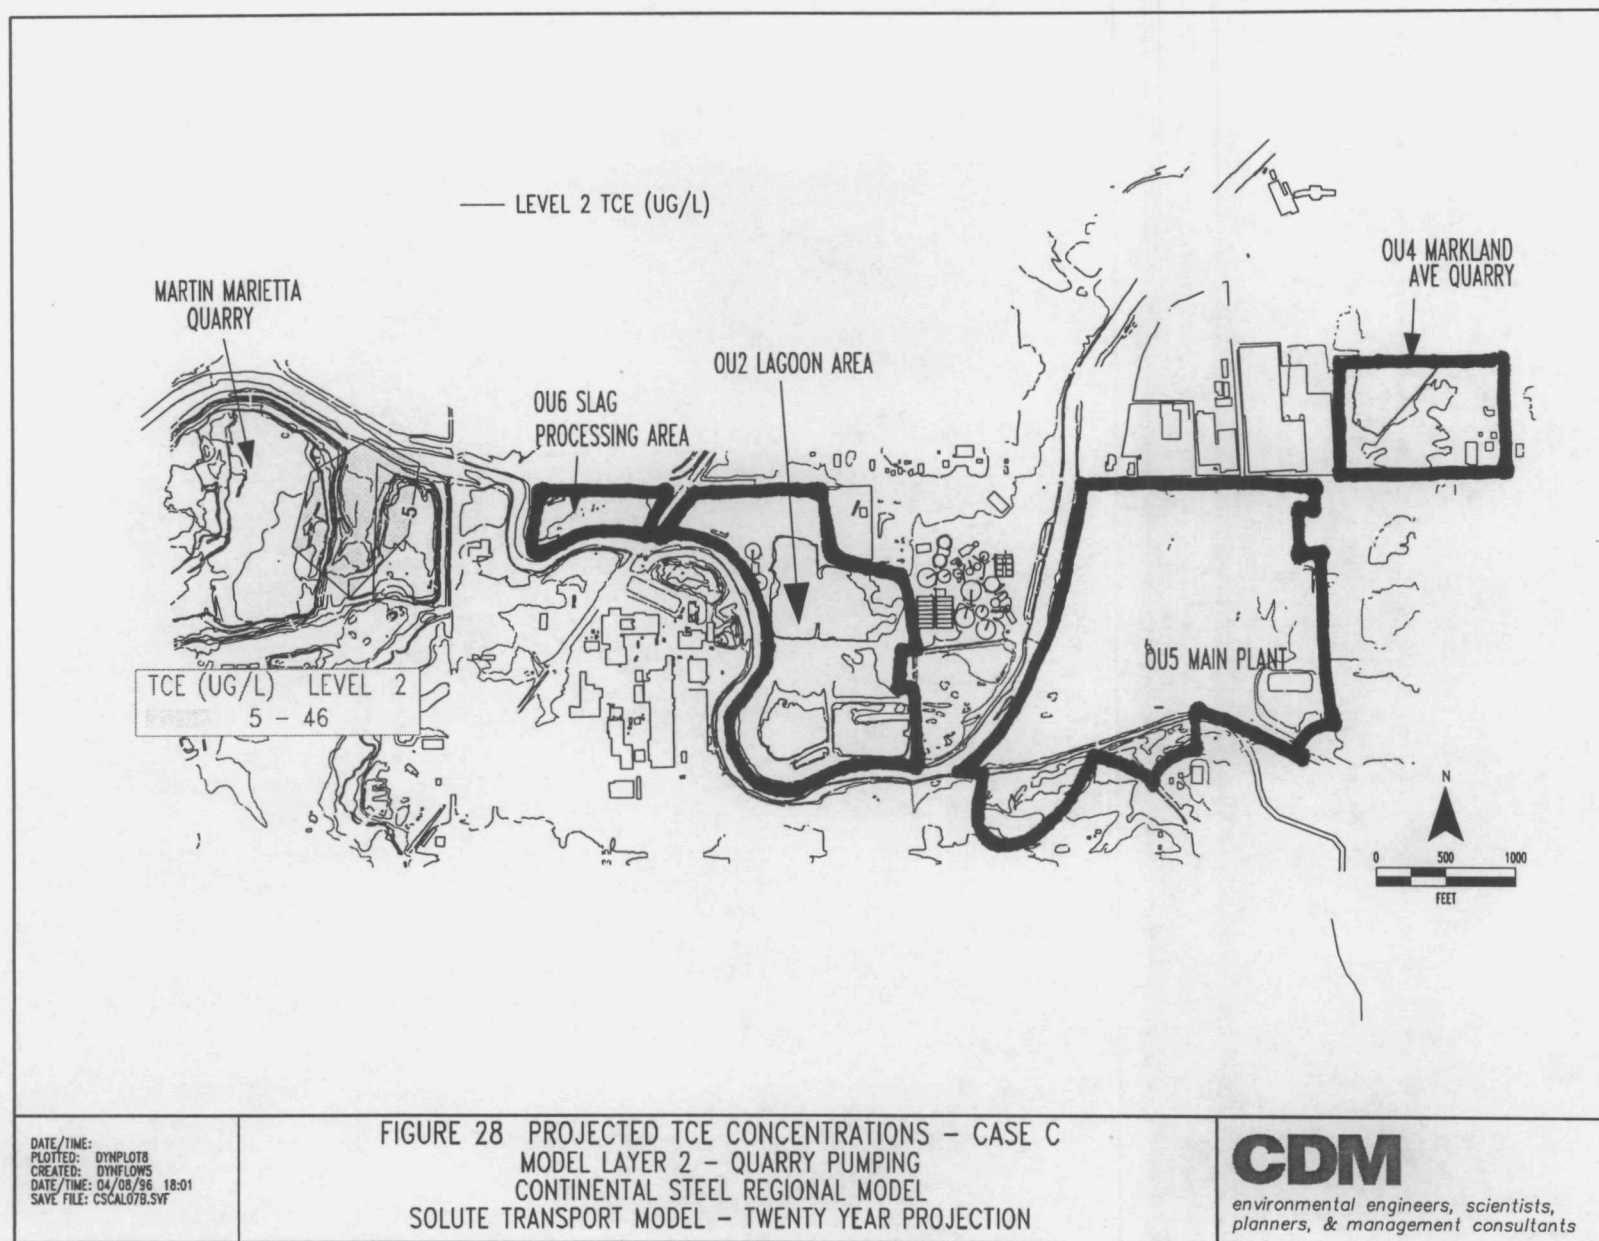 LEVEL 2 TCE (UG/L)
MARTIN MARIETTA
QUARRY
OU4 MARKLAND
AVE QUARRY
OU2 LAGOON AREA
OU6 SLAG
PROCESSING AREA
5
OU5 MAIN PLANT
TCE (UG/L) LEVEL 2
5 - 46
N
0 500 1000
FEET
DATE/TIME:
PLOTTED: DYNPLOT8
CREATED: DYNFLOW5
DATE/TIME: 04/08/96 18:01
SAVE FILE: CSCAL07B.SVF
FIGURE 28 PROJECTED TCE CONCENTRATIONS - CASE C
MODEL LAYER 2 - QUARRY PUMPING
CONTINENTAL STEEL REGIONAL MODEL
SOLUTE TRANSPORT MODEL - TWENTY YEAR PROJECTION
CDM
environmental engineers, scientists,
planners, & management consultants